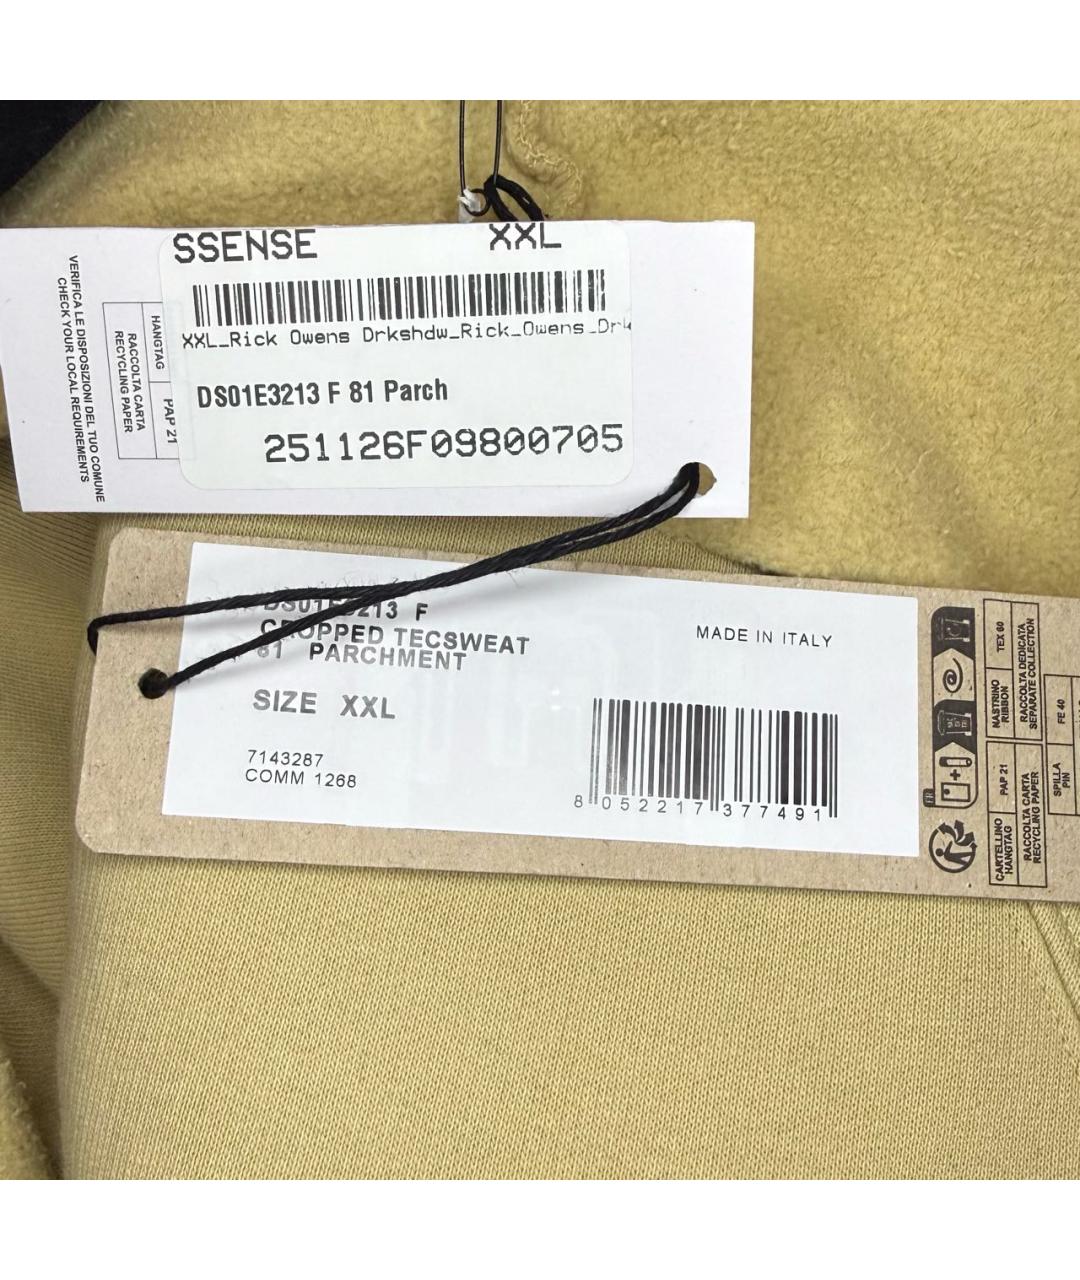 SSENSE XXL
XXL_Rick Owens Drkshdw_Rick_Owens_Drk
DS01E3213 F 81 Parch
251126F09800705
VERIFICA LE DISPOSIZIONI DEL TUO COMUNE
CHECK YOUR LOCAL REQUIREMENTS
HANGTAG
PAP 21
RACCOLTA CARTA
RECYCLING PAPER
DS01E3213 F
CROPPED TECSWEAT
81 PARCHMENT
SIZE XXL
7143287
COMM 1268
MADE IN ITALY
8 052217 377491
FR
CARTELLINO
HANGTAG
PAP 21
RACCOLTA CARTA
RECYCLING PAPER
NASTRINO
RIBBON
TEX 60
RACCOLTA DEDICATA
SEPARATE COLLECTION
SPILLA
PIN
FE 40